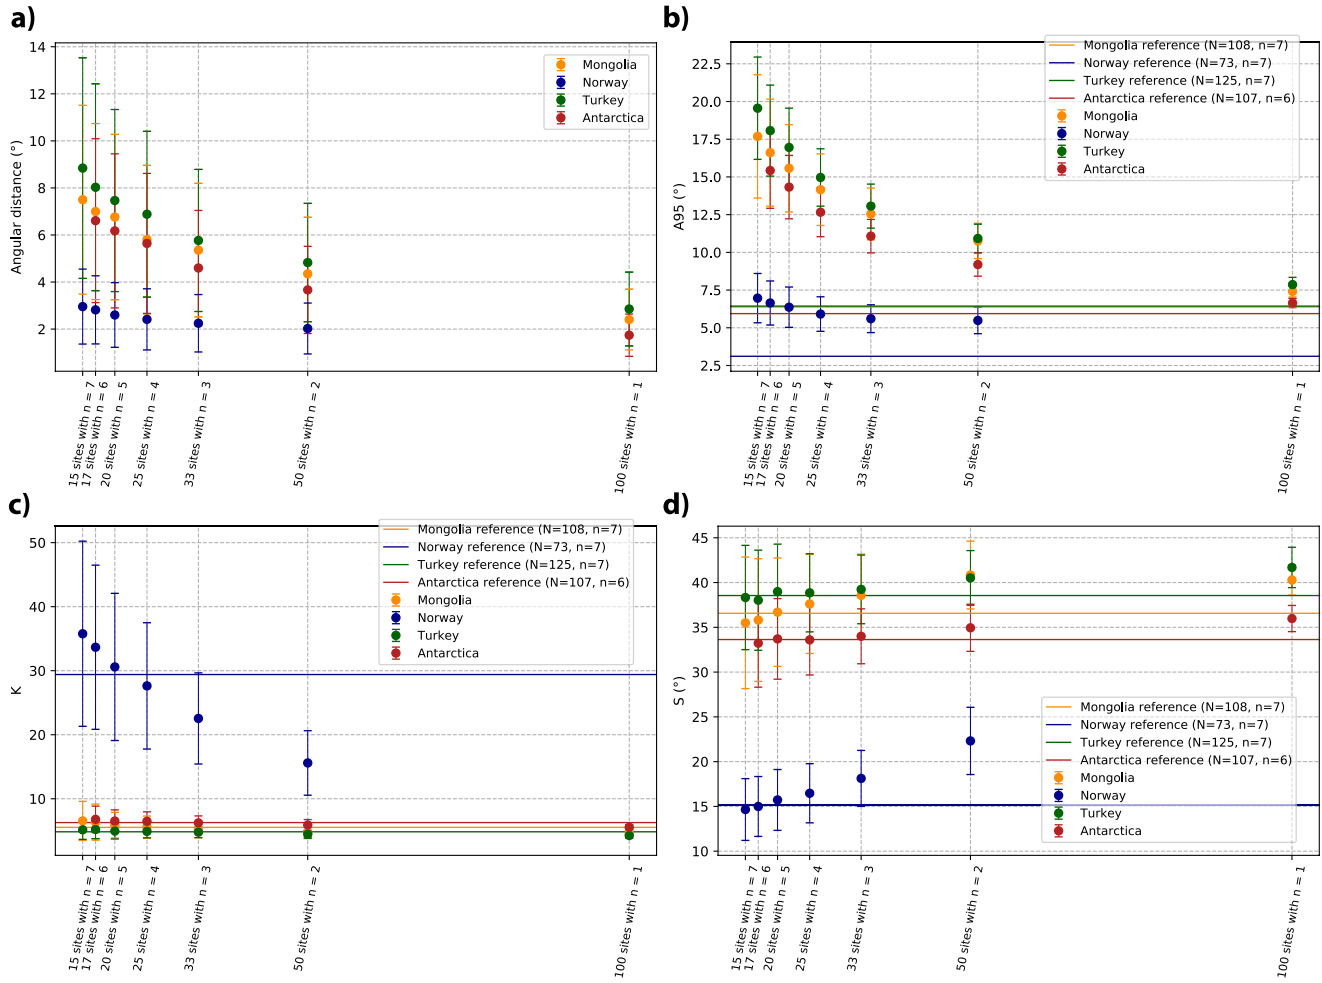 a)
14
12
10
8
6
4
2
Angular distance (°)
Mongolia
Norway
Turkey
Antarctica
15 sites with n = 7
17 sites with n = 6
20 sites with n = 5
25 sites with n = 4
33 sites with n = 3
50 sites with n = 2
100 sites with n = 1
b)
22.5
20.0
17.5
15.0
12.5
10.0
7.5
5.0
2.5
A95 (°)
Mongolia reference (N=108, n=7)
Norway reference (N=73, n=7)
Turkey reference (N=125, n=7)
Antarctica reference (N=107, n=6)
Mongolia
Norway
Turkey
Antarctica
15 sites with n = 7
17 sites with n = 6
20 sites with n = 5
25 sites with n = 4
33 sites with n = 3
50 sites with n = 2
100 sites with n = 1
c)
50
40
30
20
10
K
Mongolia reference (N=108, n=7)
Norway reference (N=73, n=7)
Turkey reference (N=125, n=7)
Antarctica reference (N=107, n=6)
Mongolia
Norway
Turkey
Antarctica
15 sites with n = 7
17 sites with n = 6
20 sites with n = 5
25 sites with n = 4
33 sites with n = 3
50 sites with n = 2
100 sites with n = 1
d)
45
40
35
30
25
20
15
10
S (°)
Mongolia reference (N=108, n=7)
Norway reference (N=73, n=7)
Turkey reference (N=125, n=7)
Antarctica reference (N=107, n=6)
Mongolia
Norway
Turkey
Antarctica
15 sites with n = 7
17 sites with n = 6
20 sites with n = 5
25 sites with n = 4
33 sites with n = 3
50 sites with n = 2
100 sites with n = 1